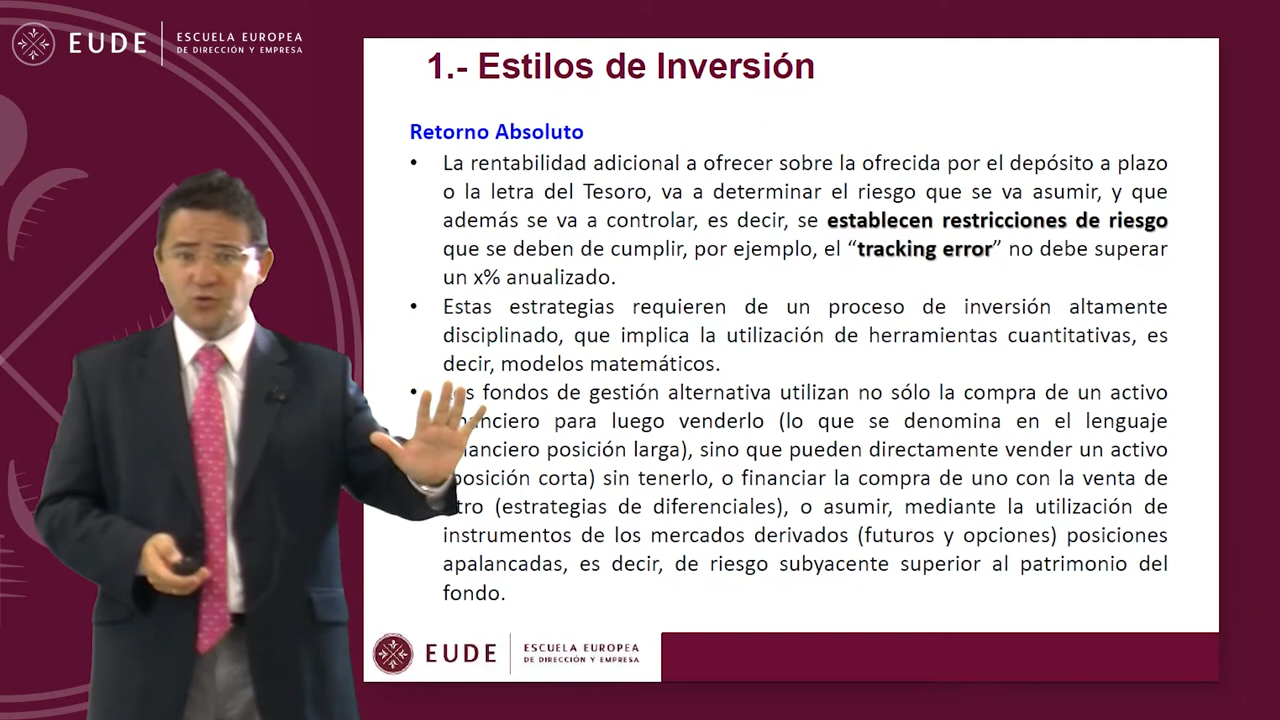 EUDE
ESCUELA EUROPEA
DE DIRECCIÓN Y EMPRESA
1.- Estilos de Inversión
Retorno Absoluto
• La rentabilidad adicional a ofrecer sobre la ofrecida por el depósito a plazo
o la letra del Tesoro, va a determinar el riesgo que se va asumir, y que
además se va a controlar, es decir, se establecen restricciones de riesgo
que se deben de cumplir, por ejemplo, el “tracking error” no debe superar
un x% anualizado.
• Estas estrategias requieren de un proceso de inversión altamente
disciplinado, que implica la utilización de herramientas cuantitativas, es
decir, modelos matemáticos.
• fondos de gestión alternativa utilizan no sólo la compra de un activo
para luego venderlo (lo que se denomina en el lenguaje
posición larga), sino que pueden directamente vender un activo
posición corta) sin tenerlo, o financiar la compra de uno con la venta de
(estrategias de diferenciales), o asumir, mediante la utilización de
instrumentos de los mercados derivados (futuros y opciones) posiciones
apalancadas, es decir, de riesgo subyacente superior al patrimonio del
fondo.
EUDE
ESCUELA EUROPEA
DE DIRECCIÓN Y EMPRESA